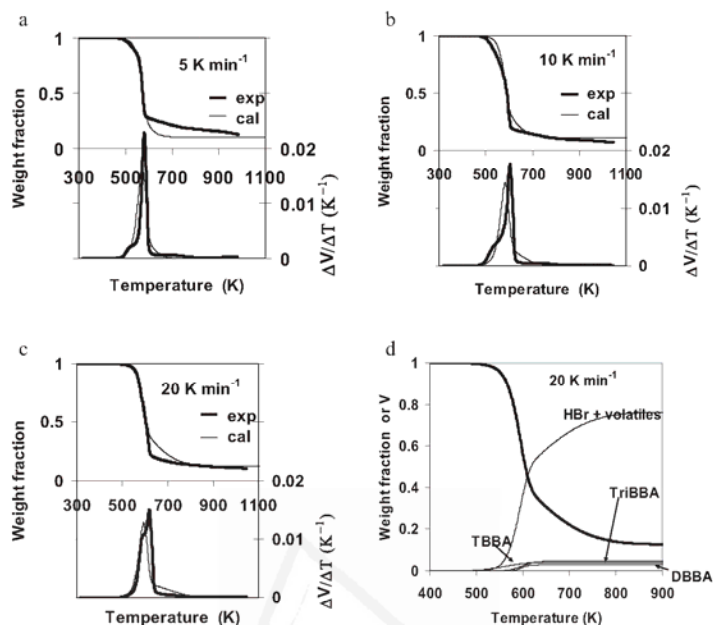 a
5 K min⁻¹
exp
cal
Weight fraction
1
0.5
0
300 500 700 900 1100
0.02
0.01
0
ΔV/ΔT (K⁻¹)
Temperature (K)
b
10 K min⁻¹
exp
cal
Weight fraction
1
0.5
0
300 500 700 900 1100
0.02
0.01
0
ΔV/ΔT (K⁻¹)
Temperature (K)
c
20 K min⁻¹
exp
cal
Weight fraction
1
0.5
0
300 500 700 900 1100
0.02
0.01
0
ΔV/ΔT (K⁻¹)
Temperature (K)
d
20 K min⁻¹
HBr + volatiles
TriBBA
TBBA
DBBA
Weight fraction or V
1
0.8
0.6
0.4
0.2
0
400 500 600 700 800 900
Temperature (K)